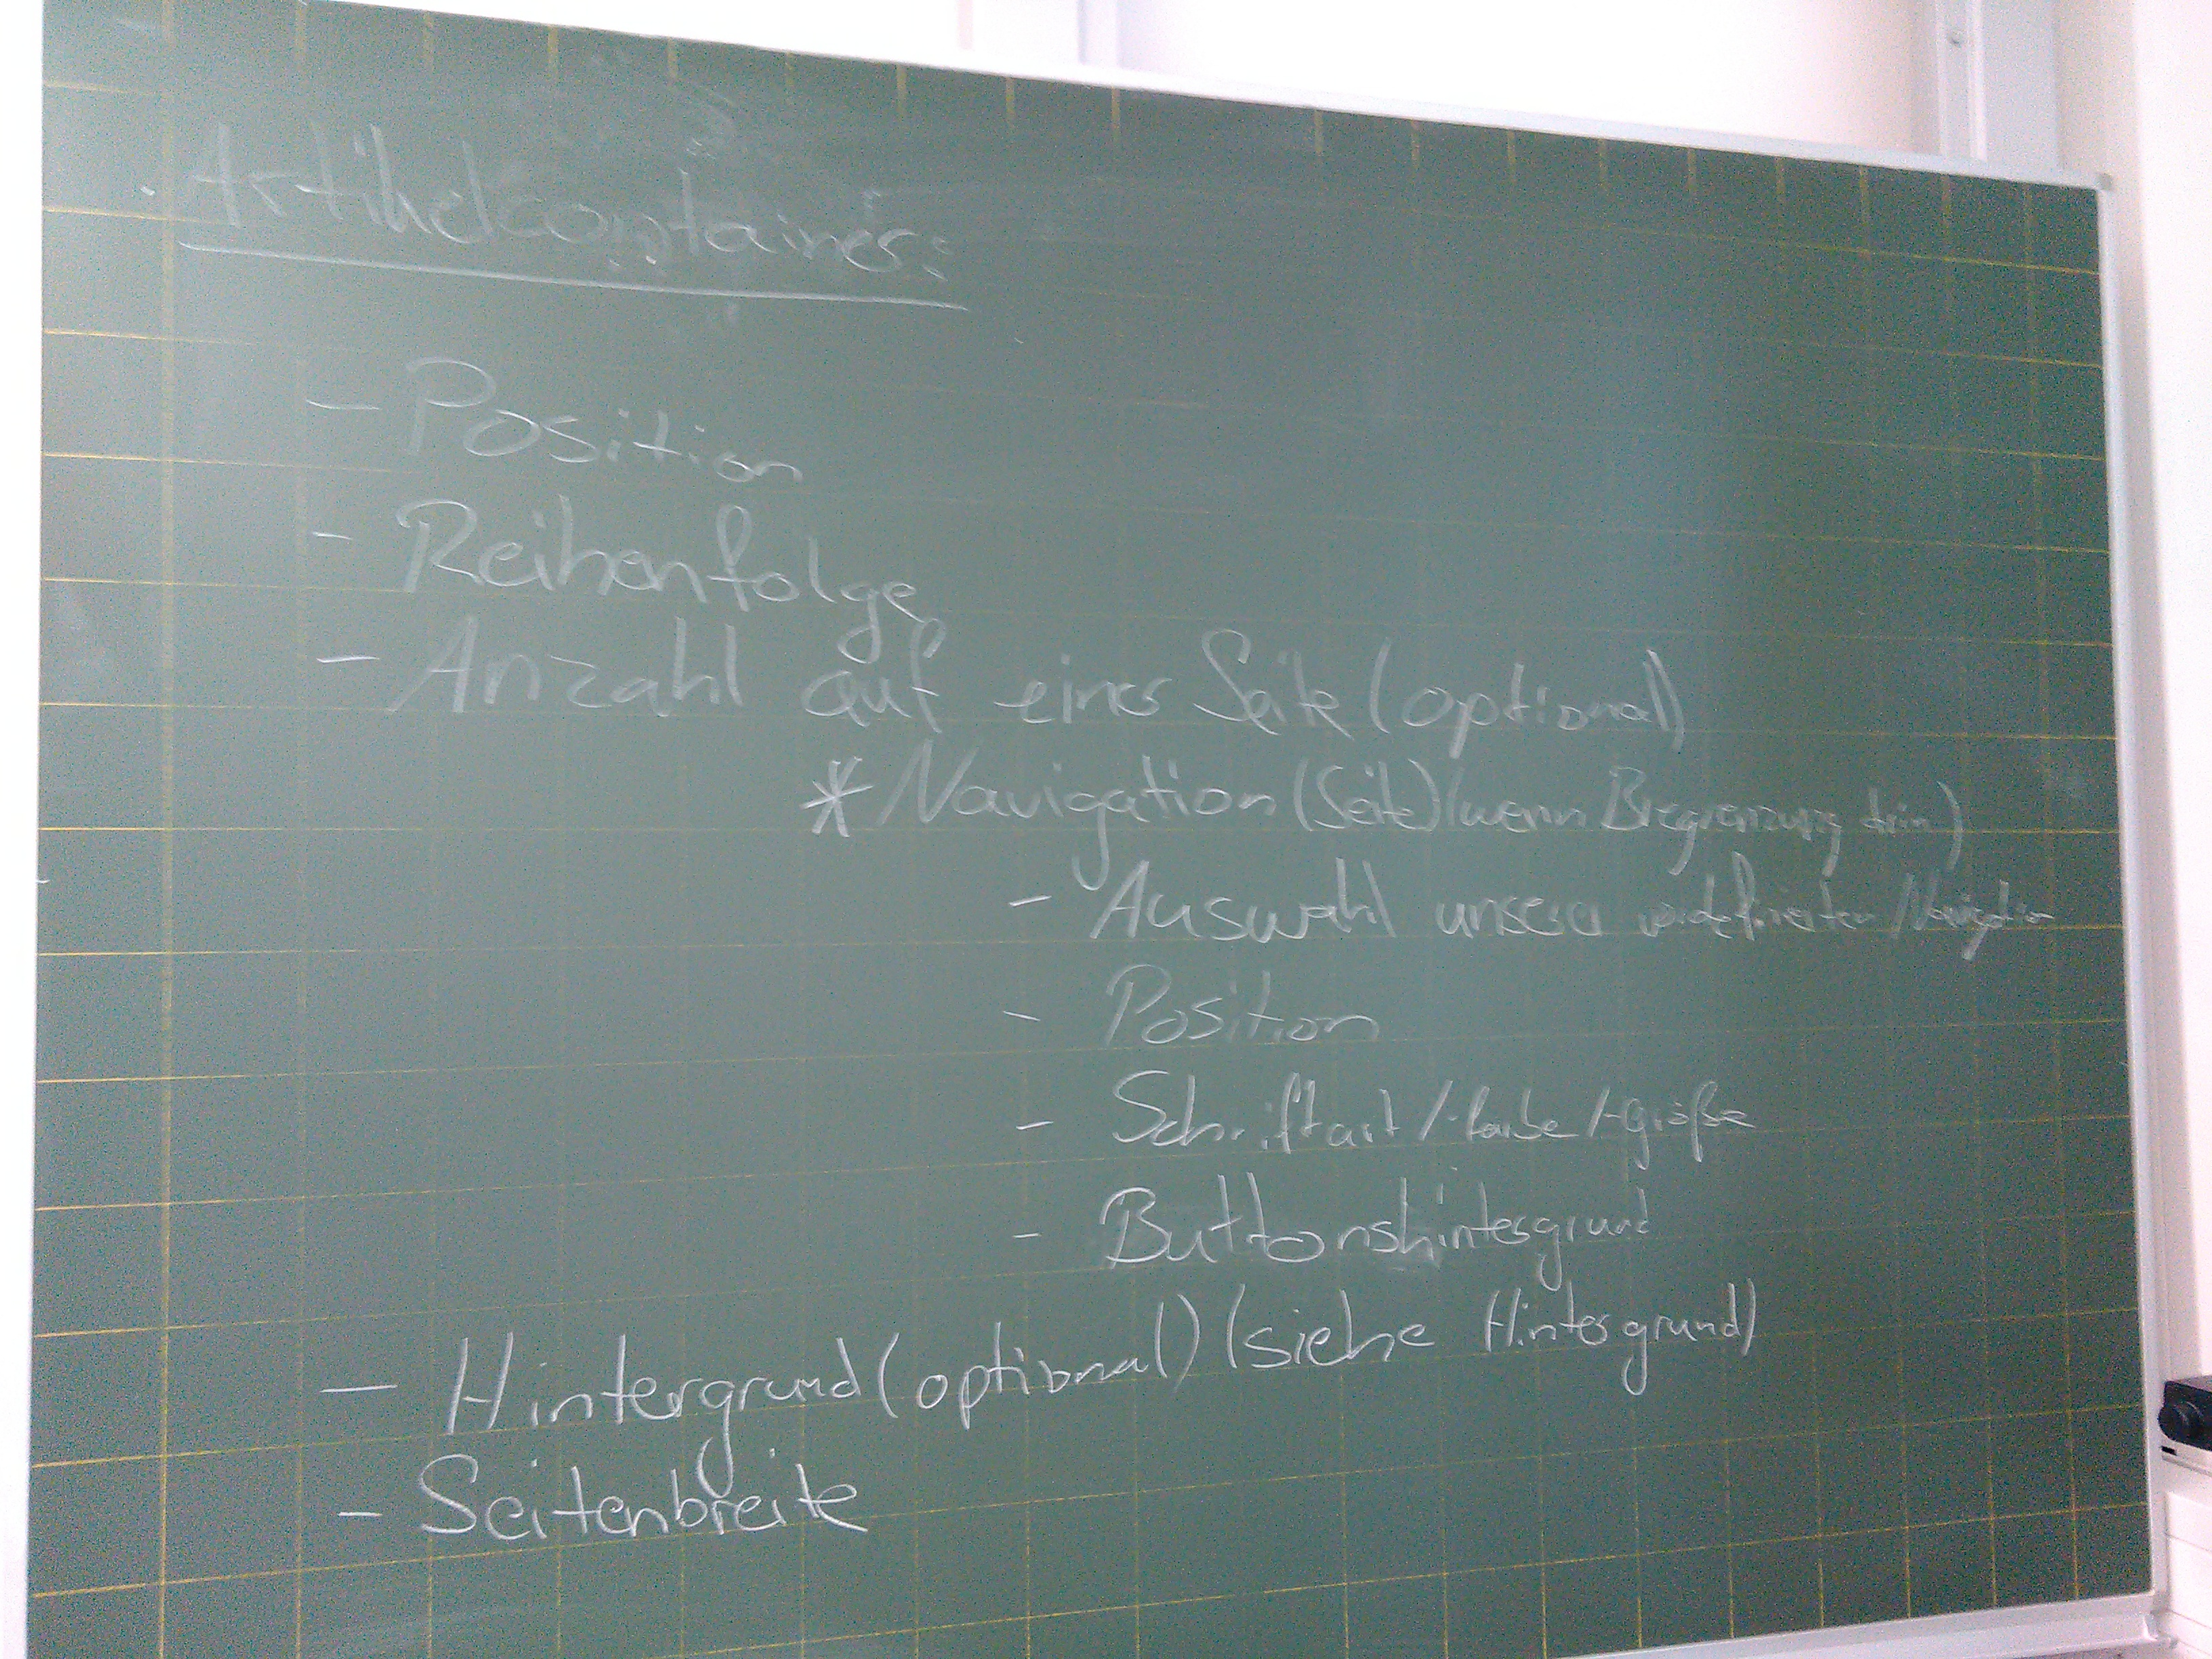 Artikelcontainer:
- Position
- Reihenfolge
- Anzahl auf einer Seite (optional)
* Navigation (Seite) (wenn Begrenzung drin)
- Auswahl unserer vordefinierten Navigation
- Position
- Schriftart /-farbe /-größe
- Buttonshintergrund
- Hintergrund (optional) (siehe Hintergrund)
- Seitenbreite